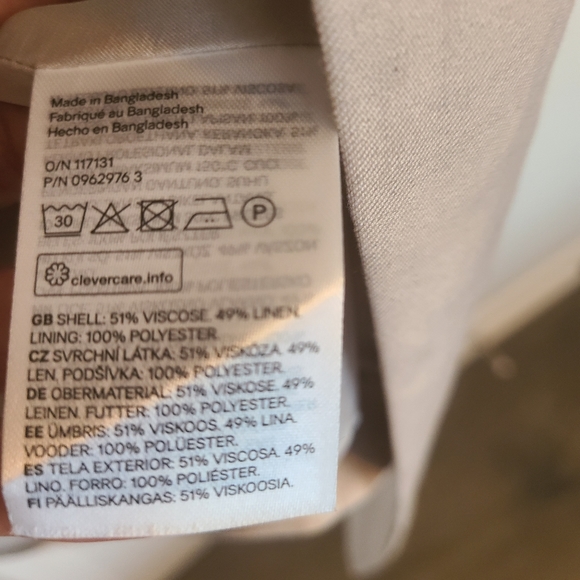 Made in Bangladesh
Fabriqué au Bangladesh
Hecho en Bangladesh
O/N 117131
P/N 0962976 3
30
P
clevercare.info
GB SHELL: 51% VISCOSE. 49% LINEN.
LINING: 100% POLYESTER.
CZ SVRCHNÍ LÁTKA: 51% VISKÓZA. 49%
LEN. PODŠÍVKA: 100% POLYESTER.
DE OBERMATERIAL: 51% VISKOSE. 49%
LEINEN. FUTTER: 100% POLYESTER.
EE ÜMBRIS: 51% VISKOOS. 49% LINA.
VOODER: 100% POLÜESTER.
ES TELA EXTERIOR: 51% VISCOSA. 49%
LINO. FORRO: 100% POLIÉSTER.
FI PÄÄLLISKANGAS: 51% VISKOOSIA.